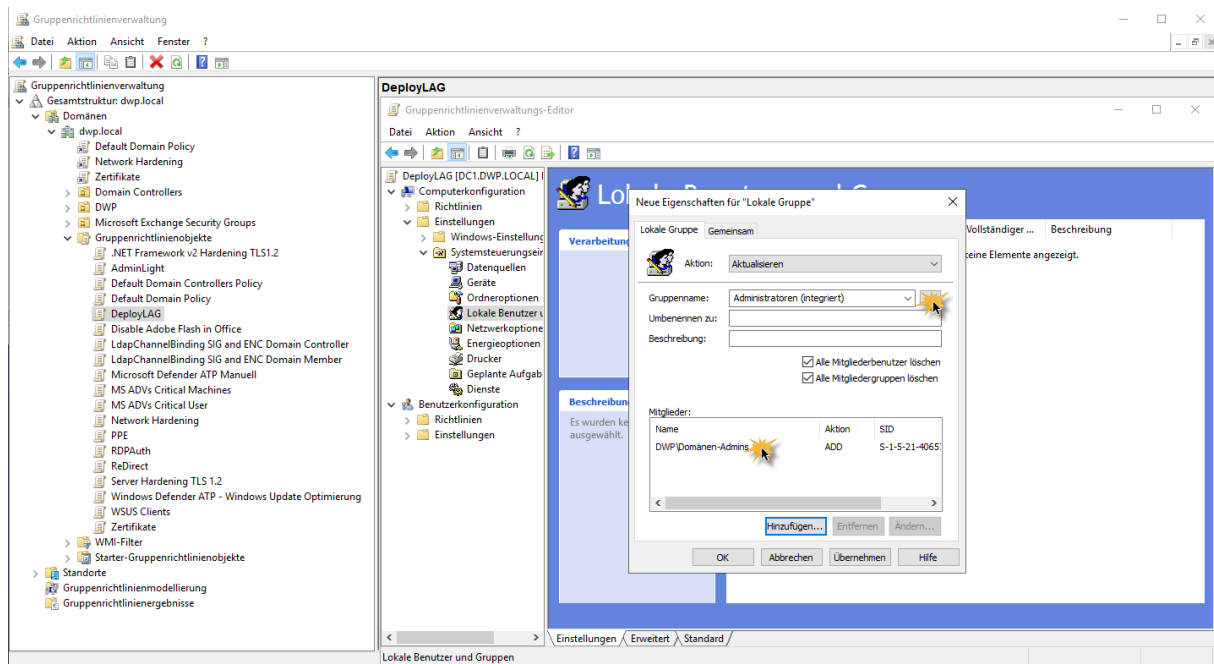 Gruppenrichtlinienverwaltung
Datei Aktion Ansicht Fenster ?
Gruppenrichtlinienverwaltung
Gesamtstruktur: dwp.local
Domänen
dwp.local
Default Domain Policy
Network Hardening
Zertifikate
Domain Controllers
DWP
Microsoft Exchange Security Groups
Gruppenrichtlinienobjekte
.NET Framework v2 Hardening TLS1.2
AdminLight
Default Domain Controllers Policy
Default Domain Policy
DeployLAG
Disable Adobe Flash in Office
LdapChannelBinding SIG and ENC Domain Controller
LdapChannelBinding SIG and ENC Domain Member
Microsoft Defender ATP Manuell
MS ADVs Critical Machines
MS ADVs Critical User
Network Hardening
PPE
RDPAuth
ReDirect
Server Hardening TLS 1.2
Windows Defender ATP - Windows Update Optimierung
WSUS Clients
Zertifikate
WMI-Filter
Starter-Gruppenrichtlinienobjekte
Standorte
Gruppenrichtlinienmodellierung
Gruppenrichtlinienergebnisse
DeployLAG
Gruppenrichtlinienverwaltungs-Editor
Datei Aktion Ansicht ?
DeployLAG [DC1.DWP.LOCAL]
Computerkonfiguration
Richtlinien
Einstellungen
Windows-Einstellung
Systemsteuerungseir
Datenquellen
Geräte
Ordneroptionen
Lokale Benutzer u
Netzwerkoptione
Energieoptionen
Drucker
Geplante Aufgab
Dienste
Benutzerkonfiguration
Richtlinien
Einstellungen
Verarbeitung
Beschreibun
Es wurden ke
ausgewählt.
Vollständiger ... Beschreibung
keine Elemente angezeigt.
Neue Eigenschaften für "Lokale Gruppe"
Lokale Gruppe Gemeinsam
Aktion: Aktualisieren
Gruppenname: Administratoren (integriert)
Umbenennen zu:
Beschreibung:
Alle Mitgliederbenutzer löschen
Alle Mitgliedergruppen löschen
Mitglieder:
Name Aktion SID
DWP\Domänen-Admins ADD S-1-5-21-4065
Hinzufügen... Entfernen Ändern...
OK Abbrechen Übernehmen Hilfe
Einstellungen Erweitert Standard
Lokale Benutzer und Gruppen